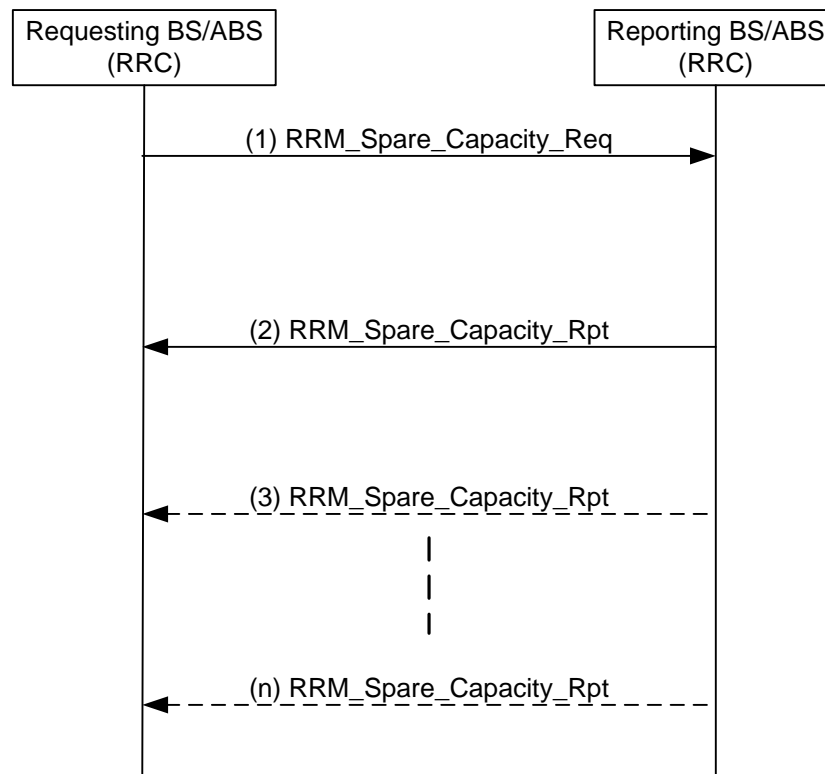 Requesting BS/ABS
(RRC)
Reporting BS/ABS
(RRC)
(1) RRM_Spare_Capacity_Req
(2) RRM_Spare_Capacity_Rpt
(3) RRM_Spare_Capacity_Rpt
(n) RRM_Spare_Capacity_Rpt